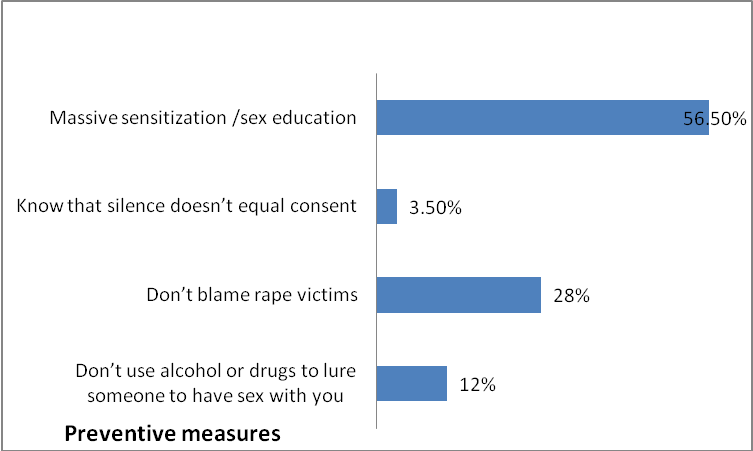 Massive sensitization /sex education
56.50%
Know that silence doesn’t equal consent
3.50%
Don’t blame rape victims
28%
Don’t use alcohol or drugs to lure
someone to have sex with you
12%
Preventive measures